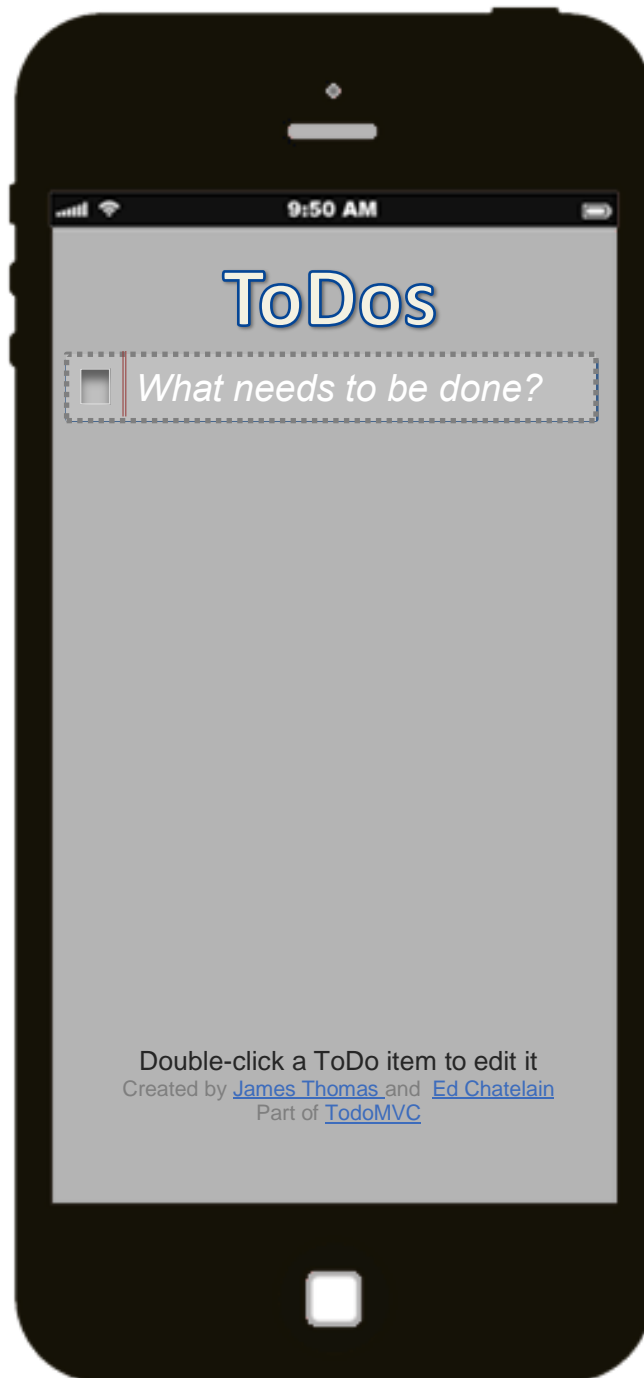 9:50 AM
ToDos
What needs to be done?
Double-click a ToDo item to edit it
Created by James Thomas and Ed Chatelain
Part of TodoMVC